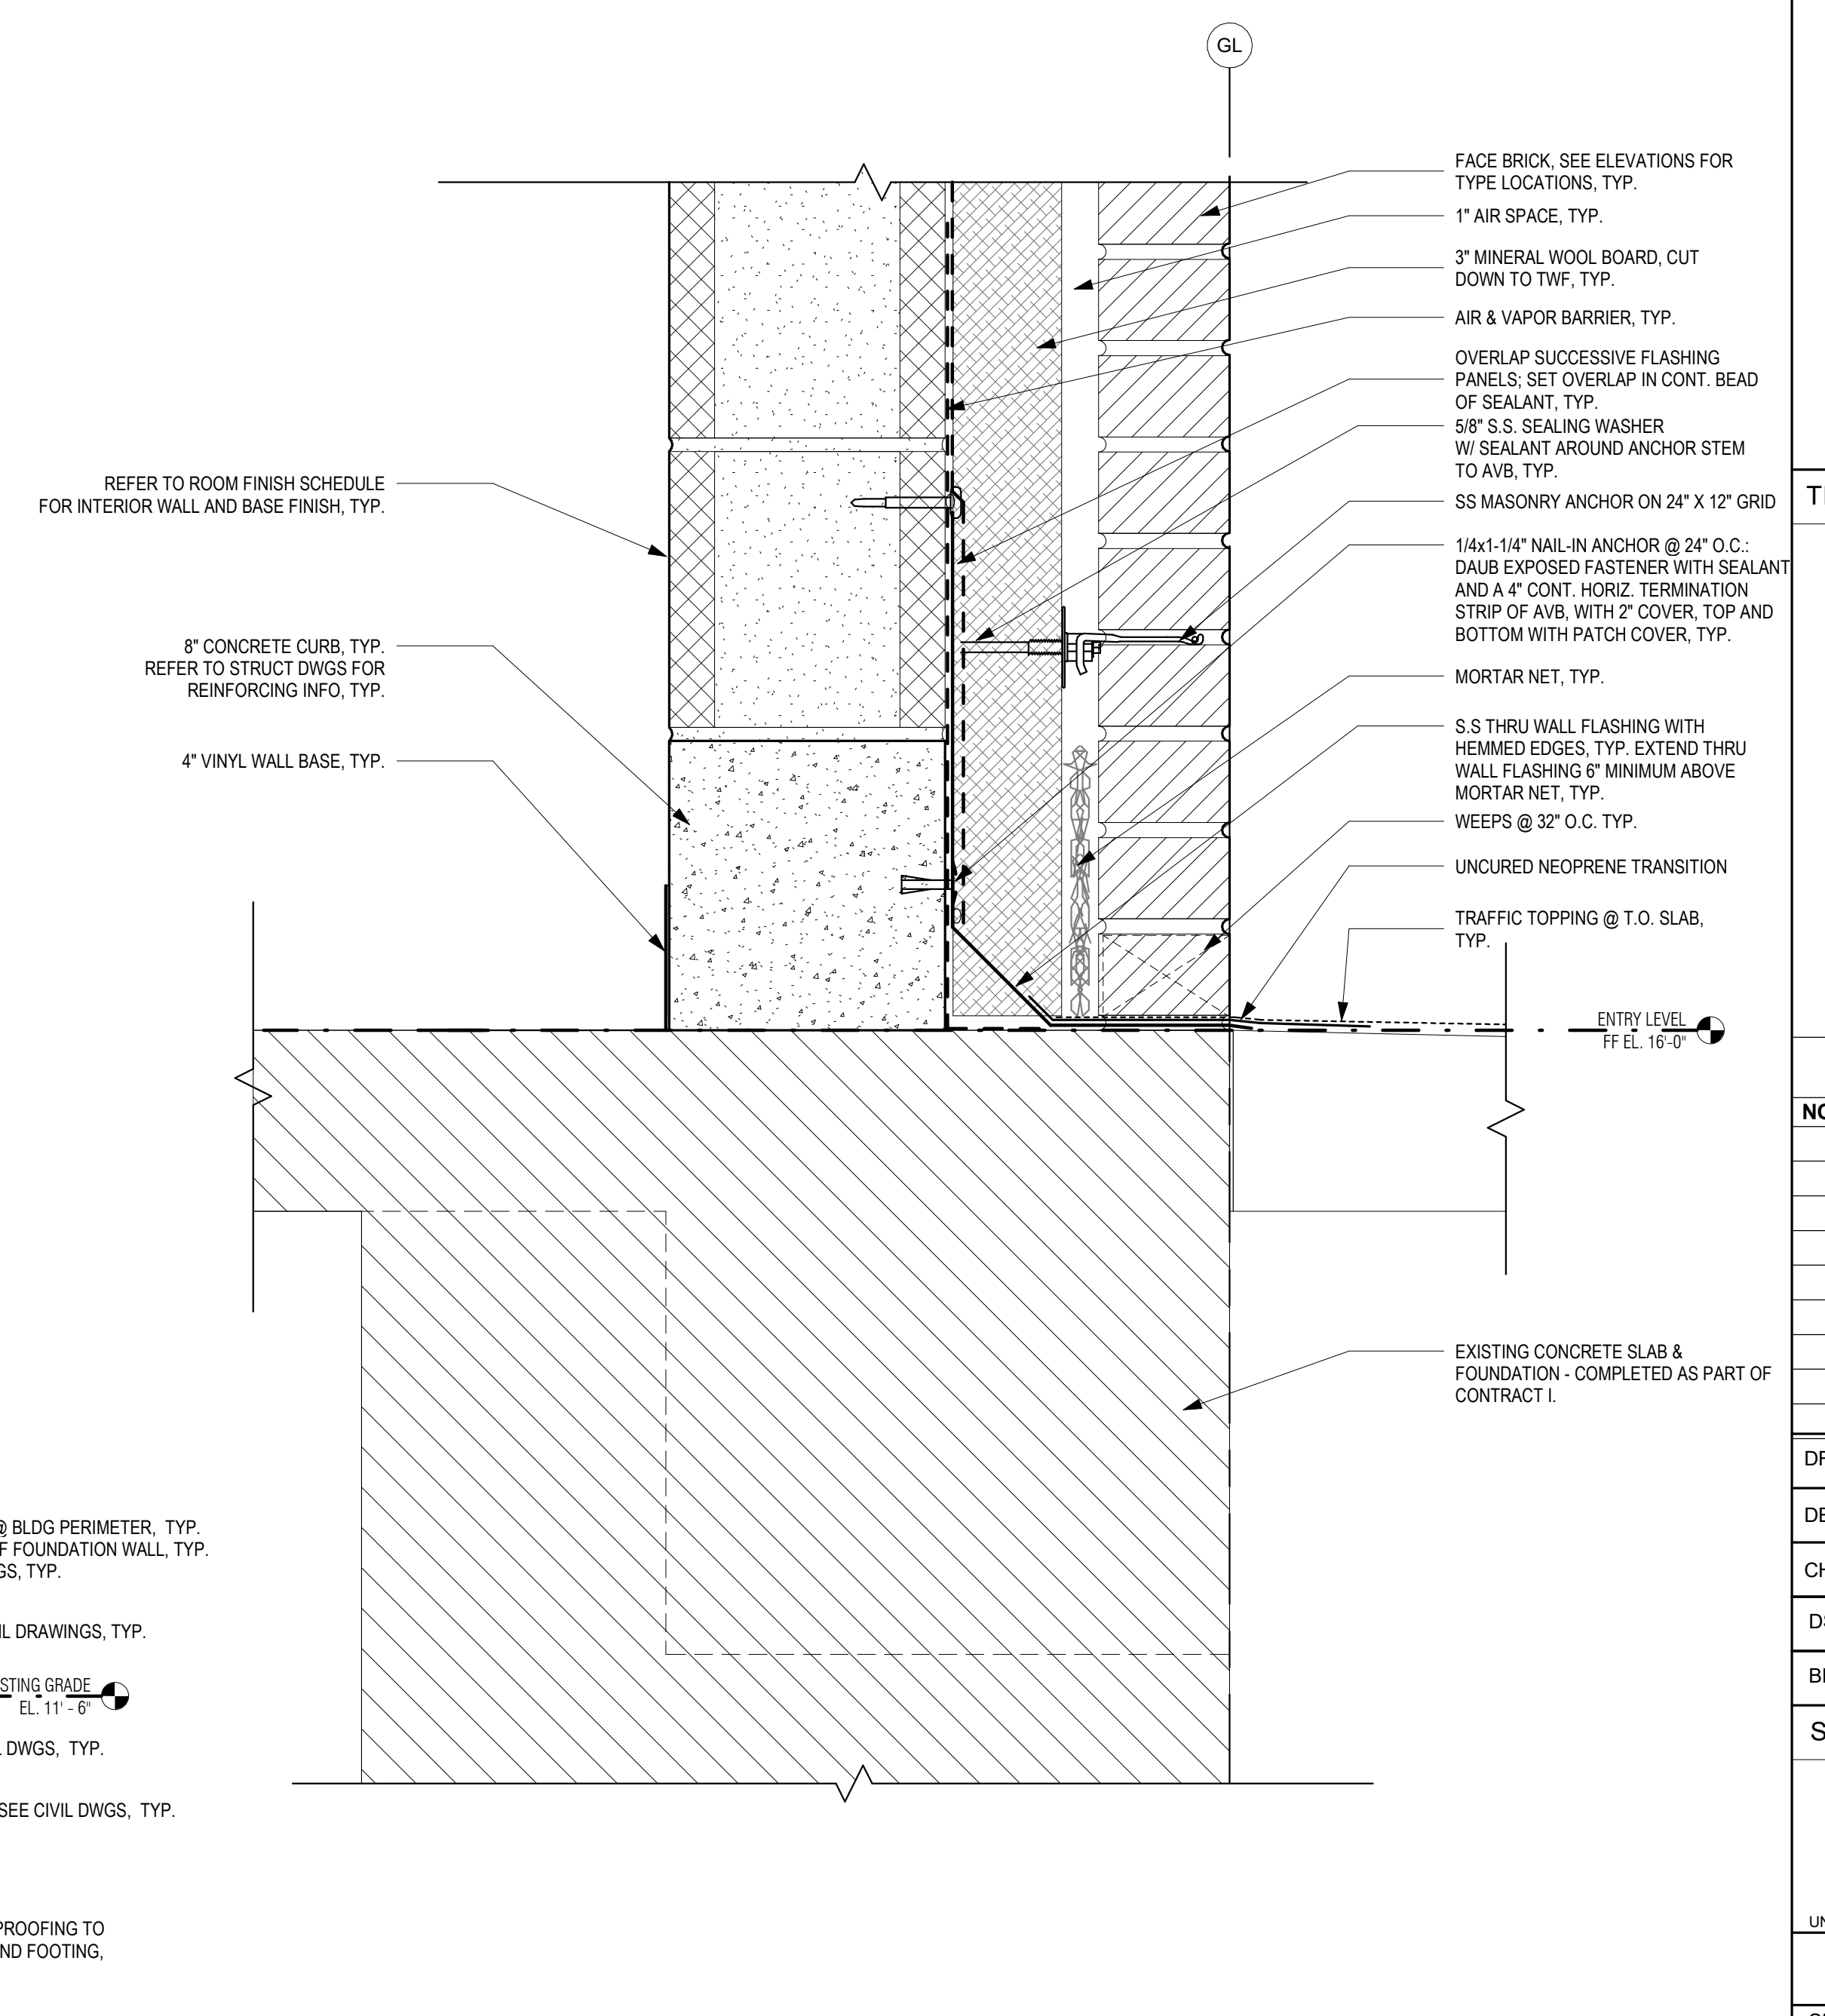 GL
FACE BRICK, SEE ELEVATIONS FOR
TYPE LOCATIONS, TYP.
1" AIR SPACE, TYP.
3" MINERAL WOOL BOARD, CUT
DOWN TO TWF, TYP.
AIR & VAPOR BARRIER, TYP.
OVERLAP SUCCESSIVE FLASHING
PANELS; SET OVERLAP IN CONT. BEAD
OF SEALANT, TYP.
5/8" S.S. SEALING WASHER
W/ SEALANT AROUND ANCHOR STEM
TO AVB, TYP.
SS MASONRY ANCHOR ON 24" X 12" GRID
1/4x1-1/4" NAIL-IN ANCHOR @ 24" O.C.:
DAUB EXPOSED FASTENER WITH SEALANT
AND A 4" CONT. HORIZ. TERMINATION
STRIP OF AVB, WITH 2" COVER, TOP AND
BOTTOM WITH PATCH COVER, TYP.
MORTAR NET, TYP.
S.S THRU WALL FLASHING WITH
HEMMED EDGES, TYP. EXTEND THRU
WALL FLASHING 6" MINIMUM ABOVE
MORTAR NET, TYP.
WEEPS @ 32" O.C. TYP.
UNCURED NEOPRENE TRANSITION
TRAFFIC TOPPING @ T.O. SLAB,
TYP.
ENTRY LEVEL
FF EL. 16'-0"
EXISTING CONCRETE SLAB &
FOUNDATION - COMPLETED AS PART OF
CONTRACT I.
REFER TO ROOM FINISH SCHEDULE
FOR INTERIOR WALL AND BASE FINISH, TYP.
8" CONCRETE CURB, TYP.
REFER TO STRUCT DWGS FOR
REINFORCING INFO, TYP.
4" VINYL WALL BASE, TYP.
@ BLDG PERIMETER, TYP.
F FOUNDATION WALL, TYP.
GS, TYP.
IL DRAWINGS, TYP.
STING GRADE
EL. 11' - 6"
DWGS, TYP.
SEE CIVIL DWGS, TYP.
PROOFING TO
ND FOOTING,
NO
CH
S
UN